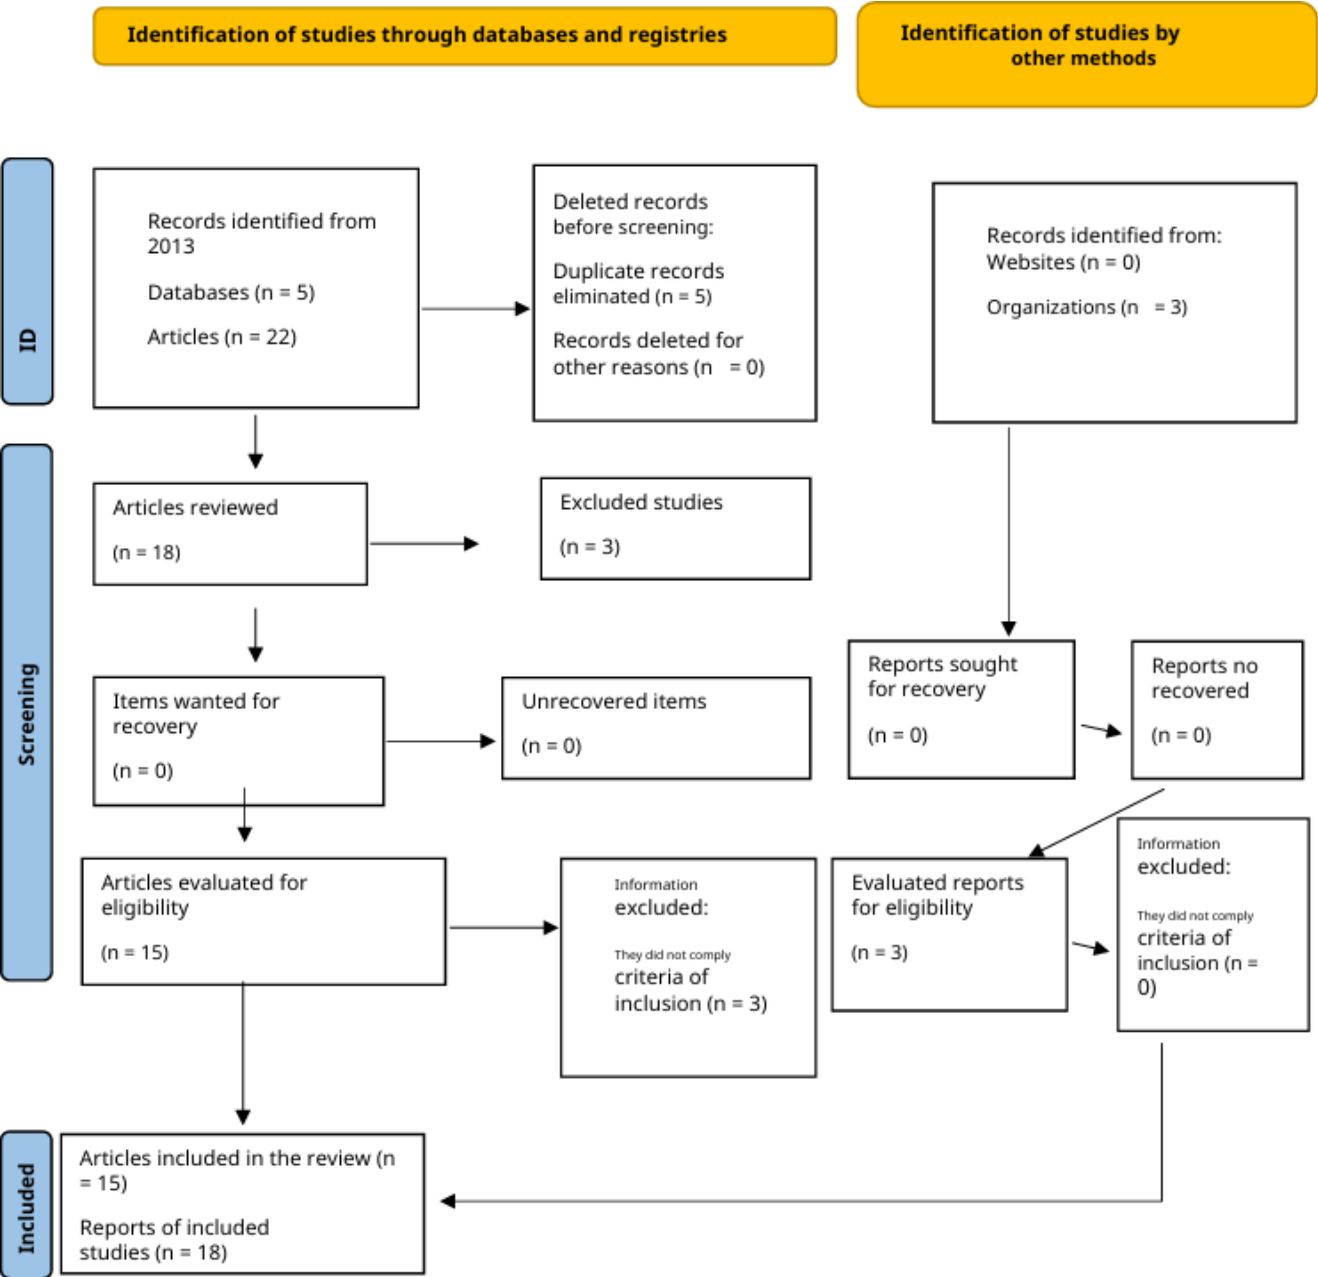 Identification of studies through databases and registries
Identification of studies by
other methods
ID
Records identified from
2013
Databases (n = 5)
Articles (n = 22)
Deleted records
before screening:
Duplicate records
eliminated (n = 5)
Records deleted for
other reasons (n = 0)
Records identified from:
Websites (n = 0)
Organizations (n = 3)
Screening
Articles reviewed
(n = 18)
Excluded studies
(n = 3)
Items wanted for
recovery
(n = 0)
Unrecovered items
(n = 0)
Reports sought
for recovery
(n = 0)
Reports no
recovered
(n = 0)
Articles evaluated for
eligibility
(n = 15)
Information
excluded:
They did not comply
criteria of
inclusion (n = 3)
Evaluated reports
for eligibility
(n = 3)
Information
excluded:
They did not comply
criteria of
inclusion (n =
0)
Included
Articles included in the review (n
= 15)
Reports of included
studies (n = 18)